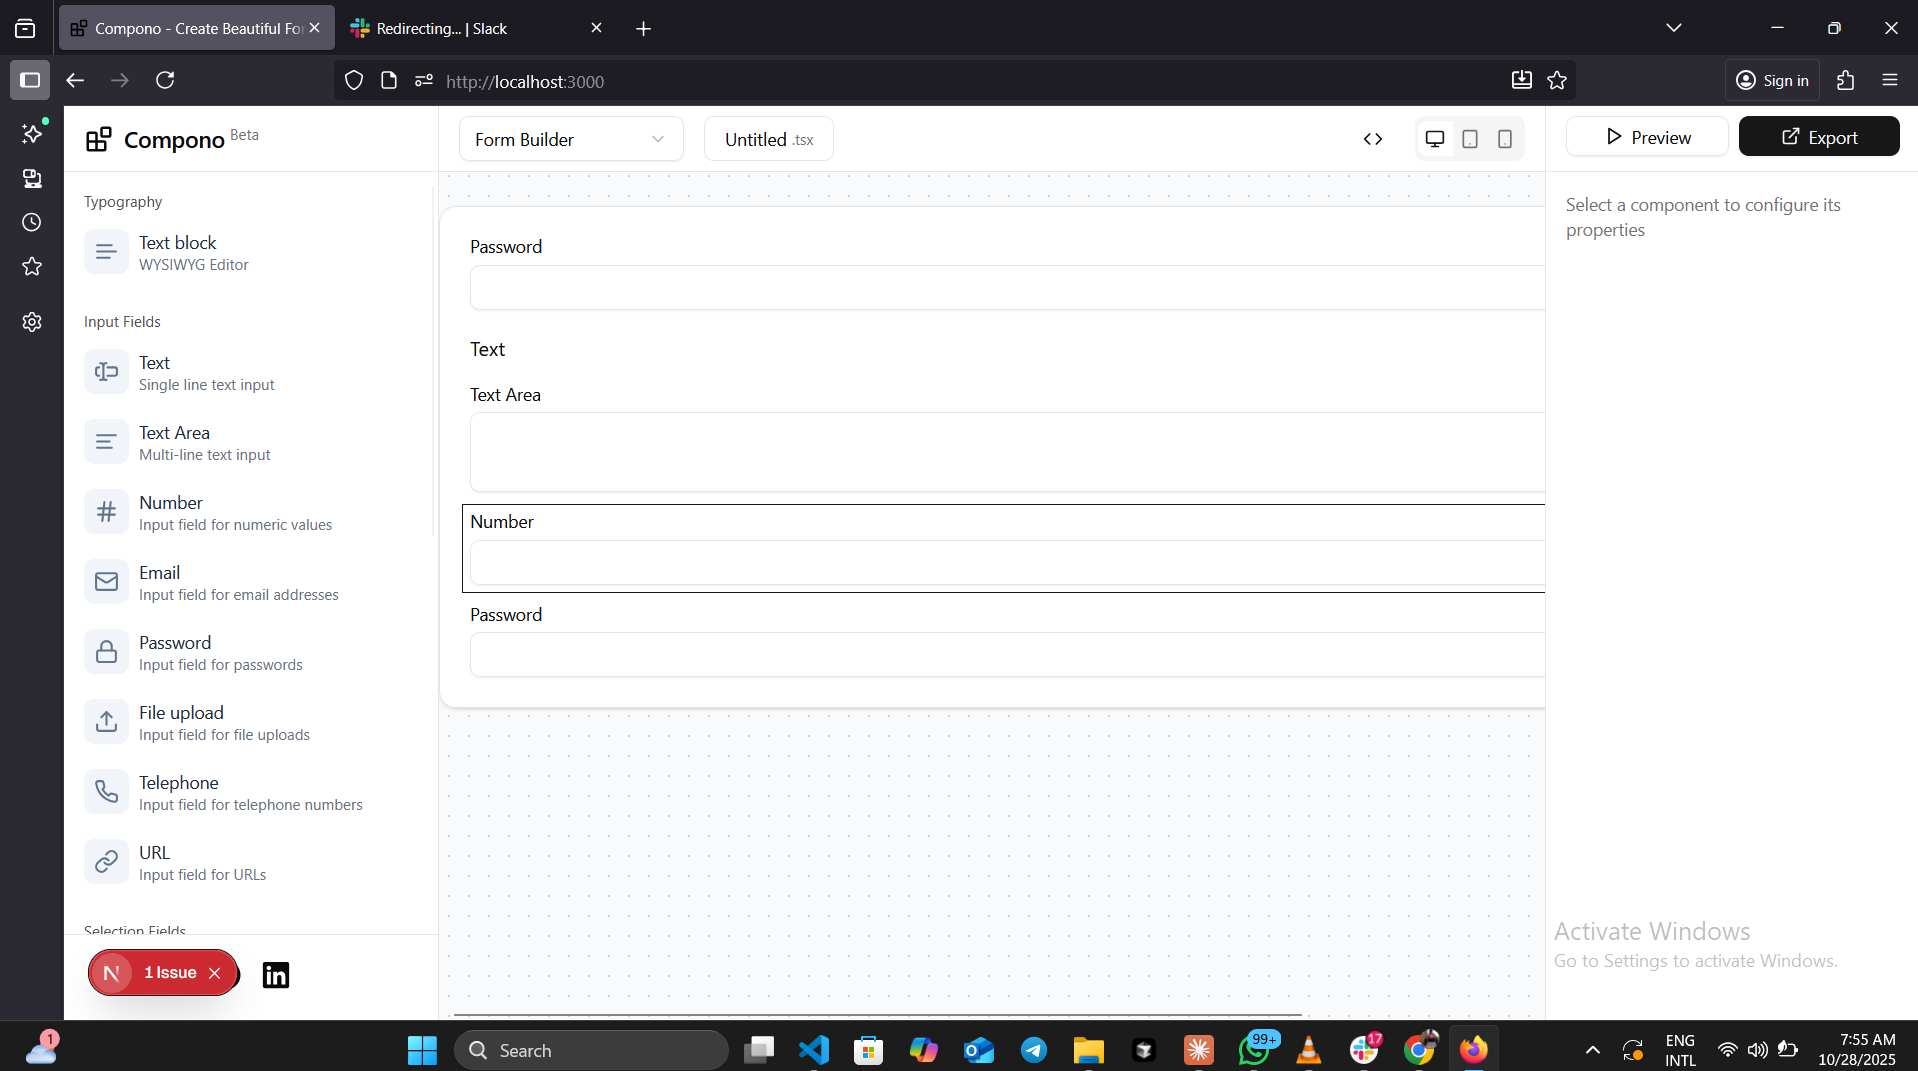 Compono - Create Beautiful Fo
Redirecting... | Slack
http://localhost:3000
Sign in
Compono Beta
Form Builder
Untitled .tsx
Preview
Export
Typography
Text block
WYSIWYG Editor
Input Fields
Text
Single line text input
Text Area
Multi-line text input
Number
Input field for numeric values
Email
Input field for email addresses
Password
Input field for passwords
File upload
Input field for file uploads
Telephone
Input field for telephone numbers
URL
Input field for URLs
Selection Fields
N 1 Issue
in
Password
Text
Text Area
Number
Password
Select a component to configure its
properties
Activate Windows
Go to Settings to activate Windows.
1
Search
99+
17
ENG
INTL
7:55 AM
10/28/2025